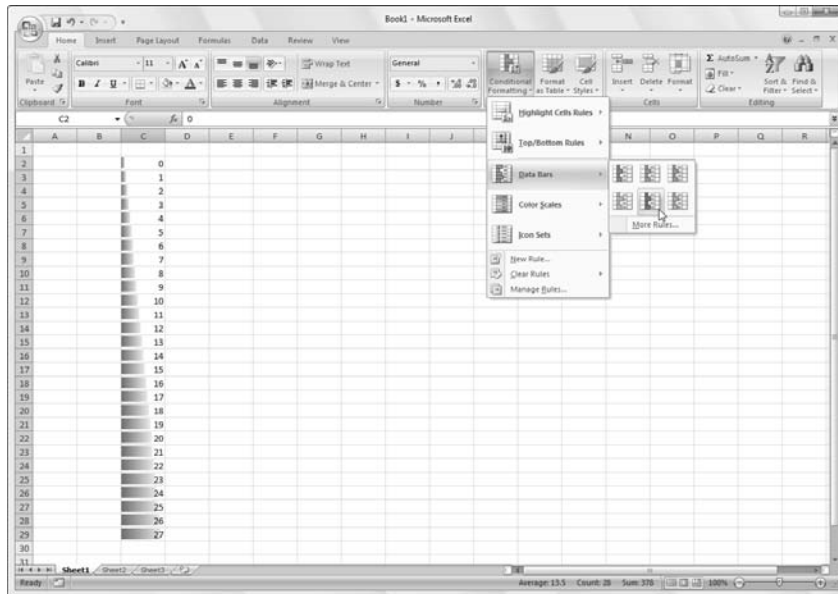 Book1 - Microsoft Excel
Home Insert Page Layout Formulas Data Review View
Calibri 11 A A Wrap Text General Σ AutoSum
Paste B I U A Merge & Center $ % , Conditional Formatting Format as Table Cell Styles Insert Delete Format Fill Clear Sort & Filter Find & Select
Clipboard Font Alignment Number Cells Editing
C2 fx 0
A B C D E F G H I J N O P Q R
1
2 0
3 1
4 2
5 3
6 4
7 5
8 6
9 7
10 8
11 9
12 10
13 11
14 12
15 13
16 14
17 15
18 16
19 17
20 18
21 19
22 20
23 21
24 22
25 23
26 24
27 25
28 26
29 27
30
31
Highlight Cells Rules
Top/Bottom Rules
Data Bars
Color Scales
Icon Sets
New Rule...
Clear Rules
Manage Rules...
More Rules...
Sheet1 Sheet2 Sheet3
Ready Average: 13.5 Count: 28 Sum: 378 100%